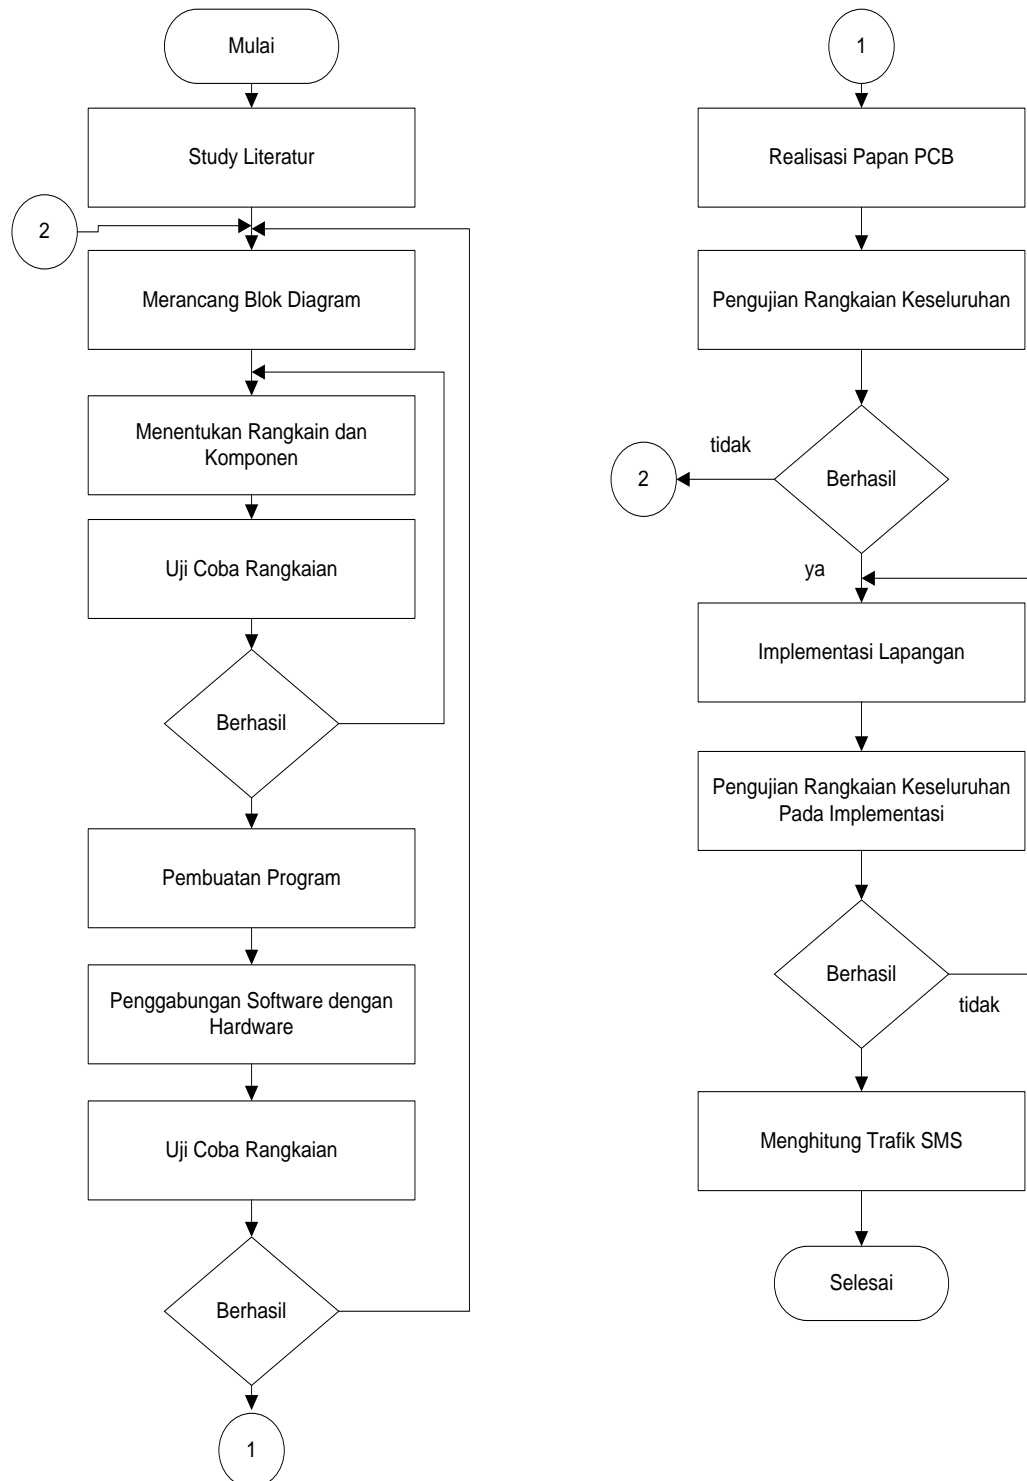 Mulai
Study Literatur
2
Merancang Blok Diagram
Menentukan Rangkain dan
Komponen
Uji Coba Rangkaian
Berhasil
Pembuatan Program
Penggabungan Software dengan
Hardware
Uji Coba Rangkaian
Berhasil
1
1
Realisasi Papan PCB
Pengujian Rangkaian Keseluruhan
Berhasil
tidak
2
ya
Implementasi Lapangan
Pengujian Rangkaian Keseluruhan
Pada Implementasi
Berhasil
tidak
Menghitung Trafik SMS
Selesai